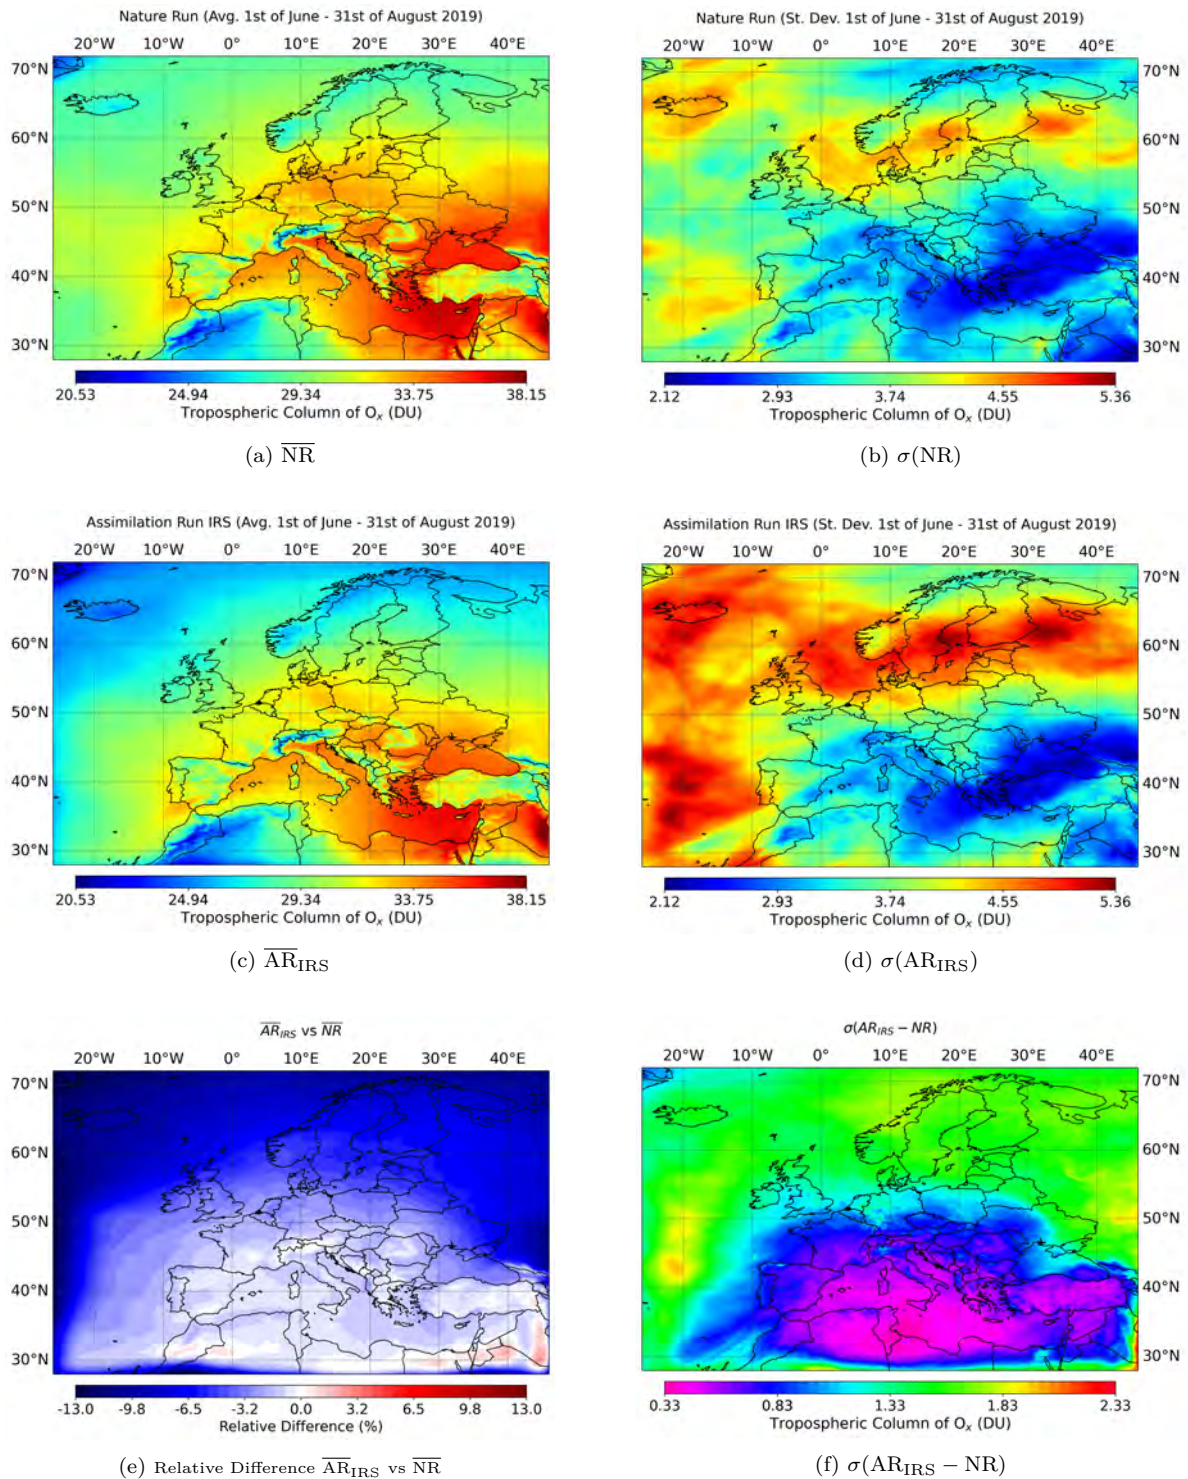 Nature Run (Avg. 1st of June - 31st of August 2019)
20°W 10°W 0° 10°E 20°E 30°E 40°E
70°N
60°N
50°N
40°N
30°N
20.53 24.94 29.34 33.75 38.15
Tropospheric Column of Oₓ (DU)
(a) N̅R̅
Nature Run (St. Dev. 1st of June - 31st of August 2019)
20°W 10°W 0° 10°E 20°E 30°E 40°E
70°N
60°N
50°N
40°N
30°N
2.12 2.93 3.74 4.55 5.36
Tropospheric Column of Oₓ (DU)
(b) σ(NR)
Assimilation Run IRS (Avg. 1st of June - 31st of August 2019)
20°W 10°W 0° 10°E 20°E 30°E 40°E
70°N
60°N
50°N
40°N
30°N
20.53 24.94 29.34 33.75 38.15
Tropospheric Column of Oₓ (DU)
(c) A̅R̅_IRS
Assimilation Run IRS (St. Dev. 1st of June - 31st of August 2019)
20°W 10°W 0° 10°E 20°E 30°E 40°E
70°N
60°N
50°N
40°N
30°N
2.12 2.93 3.74 4.55 5.36
Tropospheric Column of Oₓ (DU)
(d) σ(AR_IRS)
A̅R̅_IRS vs N̅R̅
20°W 10°W 0° 10°E 20°E 30°E 40°E
70°N
60°N
50°N
40°N
30°N
-13.0 -9.8 -6.5 -3.2 0.0 3.2 6.5 9.8 13.0
Relative Difference (%)
(e) Relative Difference A̅R̅_IRS vs N̅R̅
σ(AR_IRS − NR)
20°W 10°W 0° 10°E 20°E 30°E 40°E
70°N
60°N
50°N
40°N
30°N
0.33 0.83 1.33 1.83 2.33
Tropospheric Column of Oₓ (DU)
(f) σ(AR_IRS − NR)